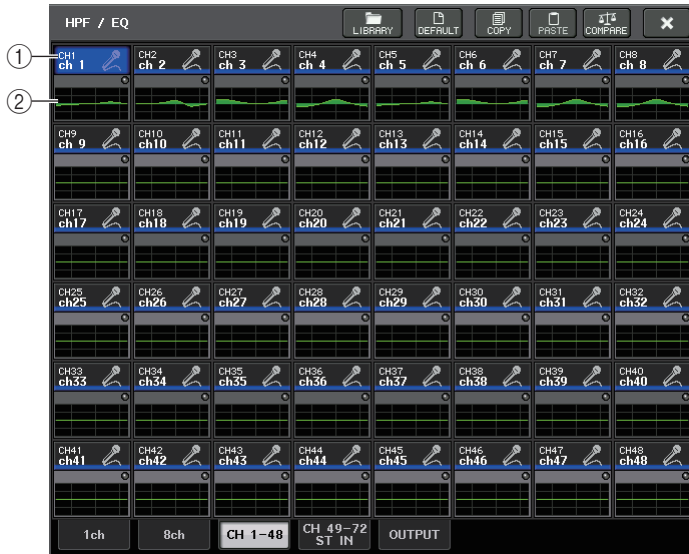 HPF / EQ
LIBRARY
DEFAULT
COPY
PASTE
COMPARE
①
②
CH1 CH2 CH3 CH4 CH5 CH6 CH7 CH8
ch 1 ch 2 ch 3 ch 4 ch 5 ch 6 ch 7 ch 8
CH9 CH10 CH11 CH12 CH13 CH14 CH15 CH16
ch 9 ch10 ch11 ch12 ch13 ch14 ch15 ch16
CH17 CH18 CH19 CH20 CH21 CH22 CH23 CH24
ch17 ch18 ch19 ch20 ch21 ch22 ch23 ch24
CH25 CH26 CH27 CH28 CH29 CH30 CH31 CH32
ch25 ch26 ch27 ch28 ch29 ch30 ch31 ch32
CH33 CH34 CH35 CH36 CH37 CH38 CH39 CH40
ch33 ch34 ch35 ch36 ch37 ch38 ch39 ch40
CH41 CH42 CH43 CH44 CH45 CH46 CH47 CH48
ch41 ch42 ch43 ch44 ch45 ch46 ch47 ch48
1ch
8ch
CH 1-48
CH 49-72
ST IN
OUTPUT